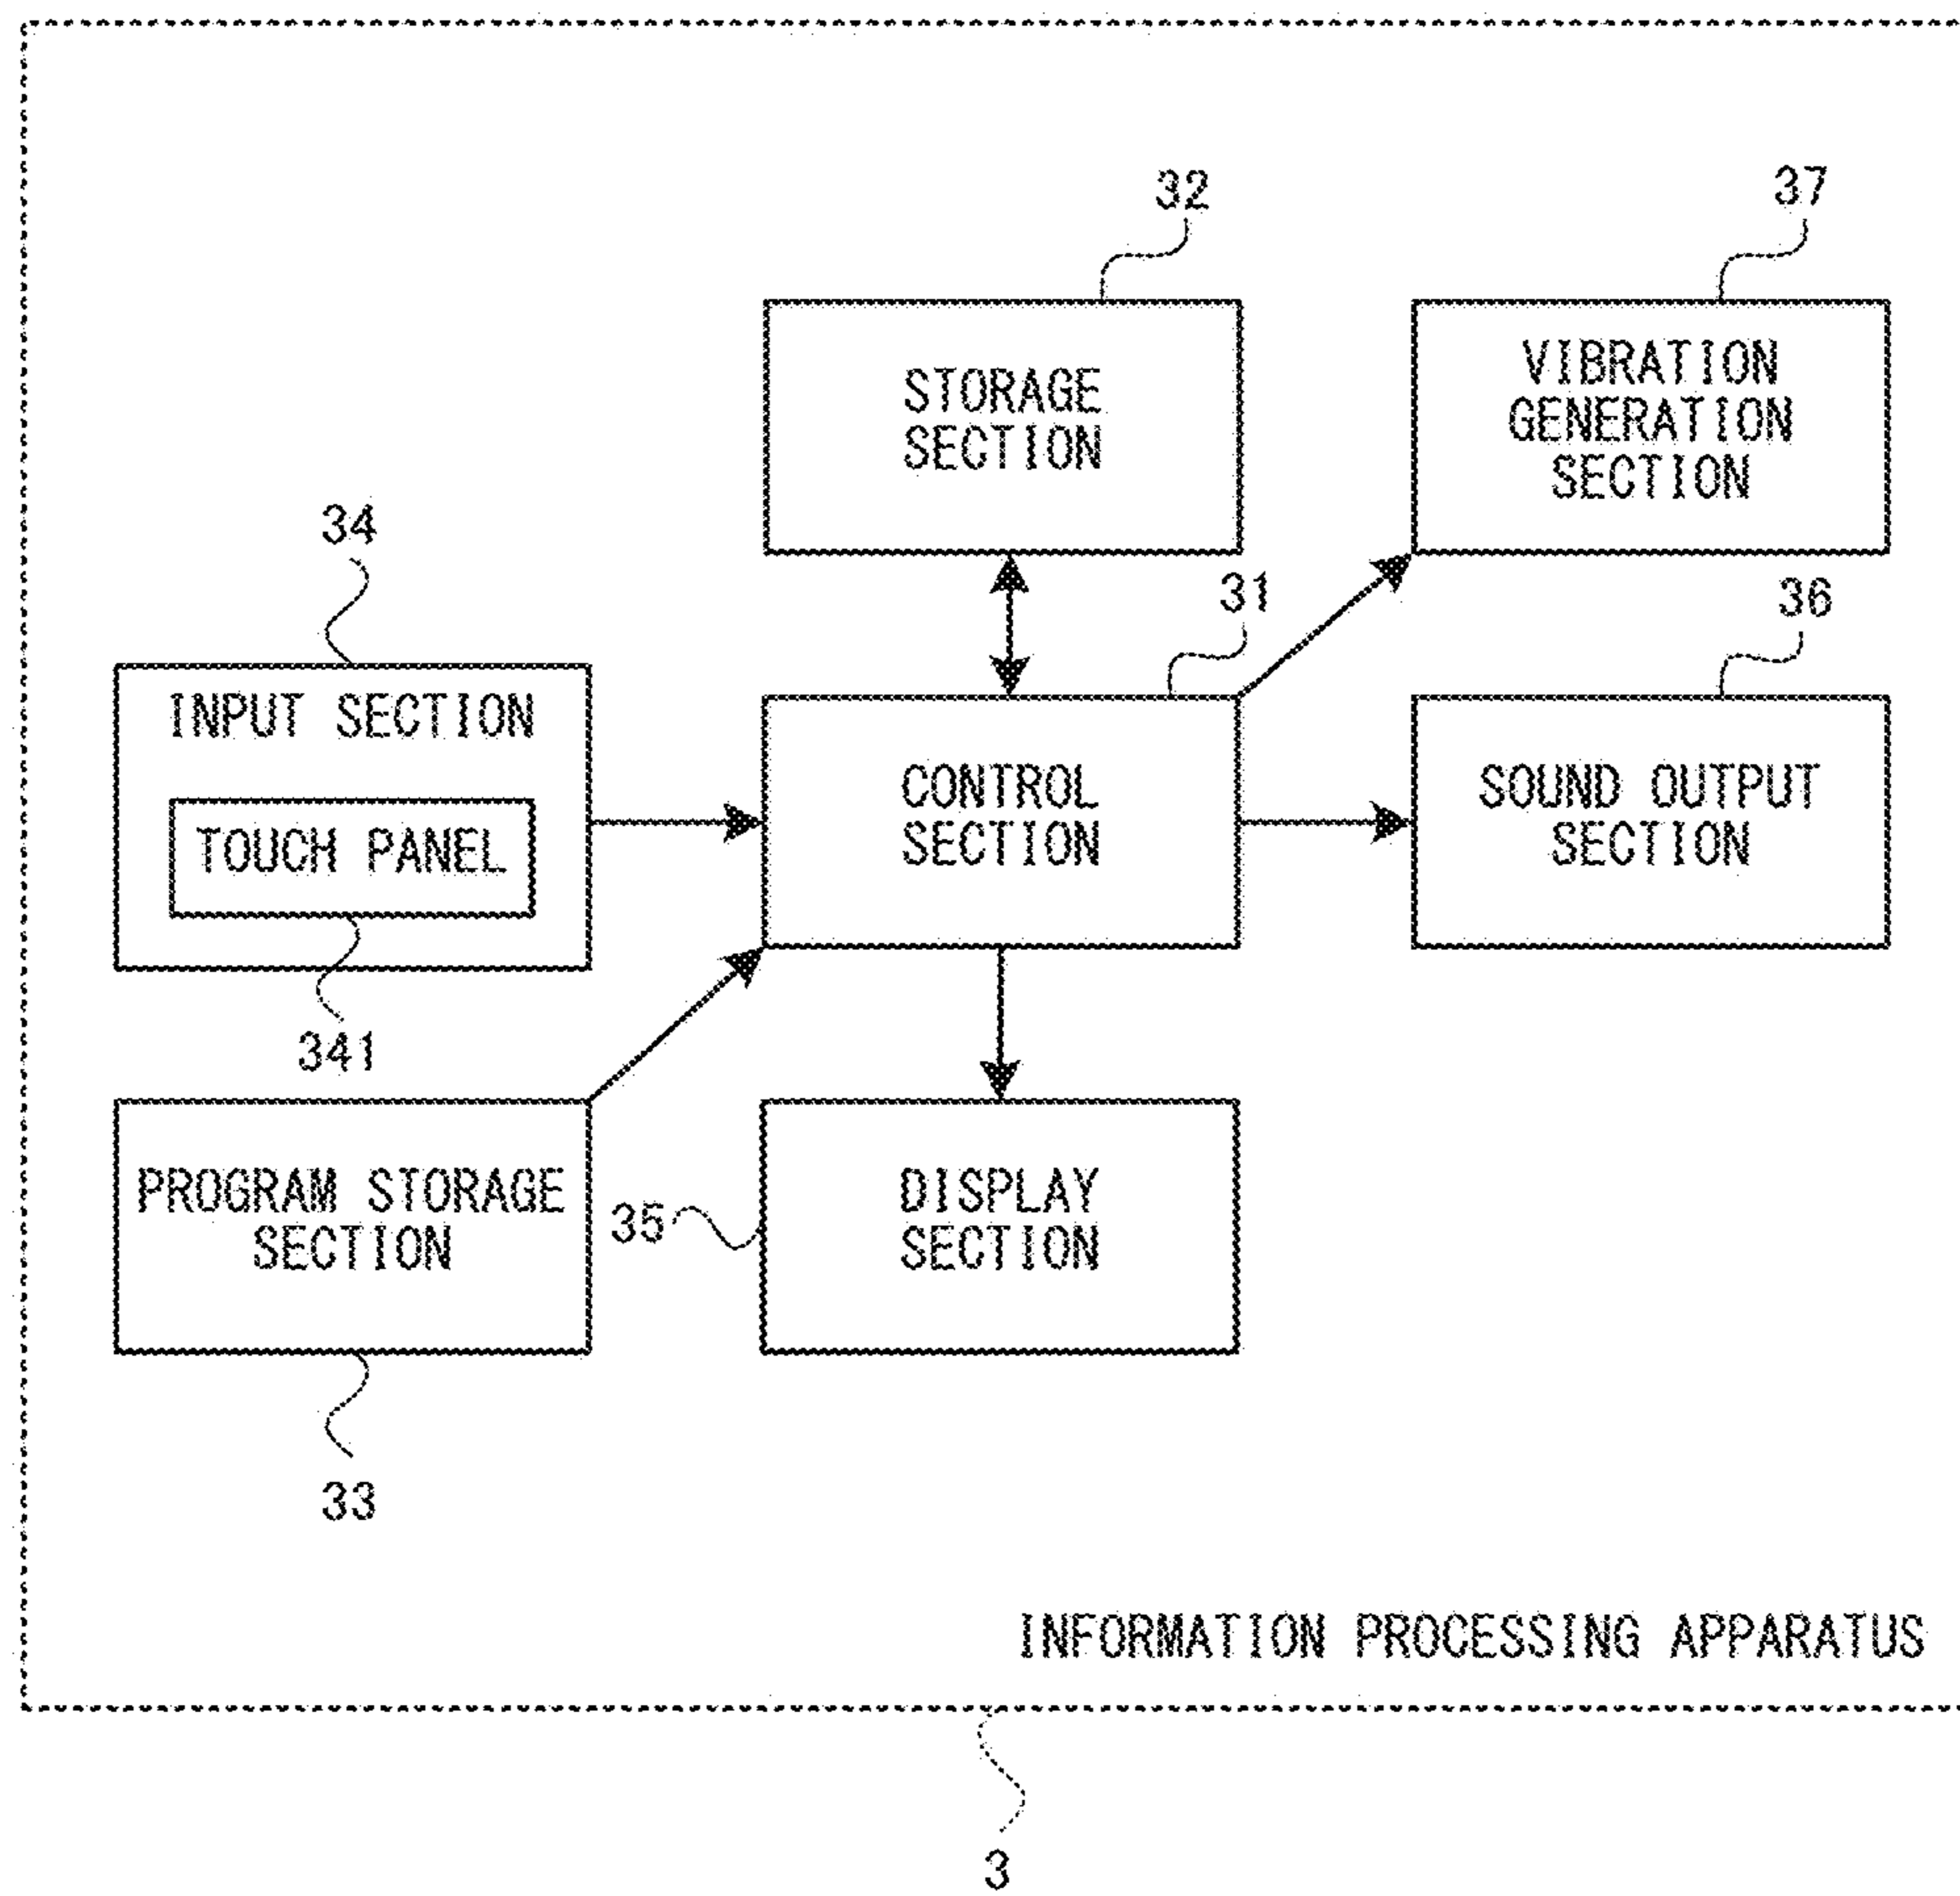 32
37
STORAGE
SECTION
VIBRATION
GENERATION
SECTION
34
31
36
INPUT SECTION
TOUCH PANEL
341
CONTROL
SECTION
SOUND OUTPUT
SECTION
PROGRAM STORAGE
SECTION
33
35
DISPLAY
SECTION
INFORMATION PROCESSING APPARATUS
3